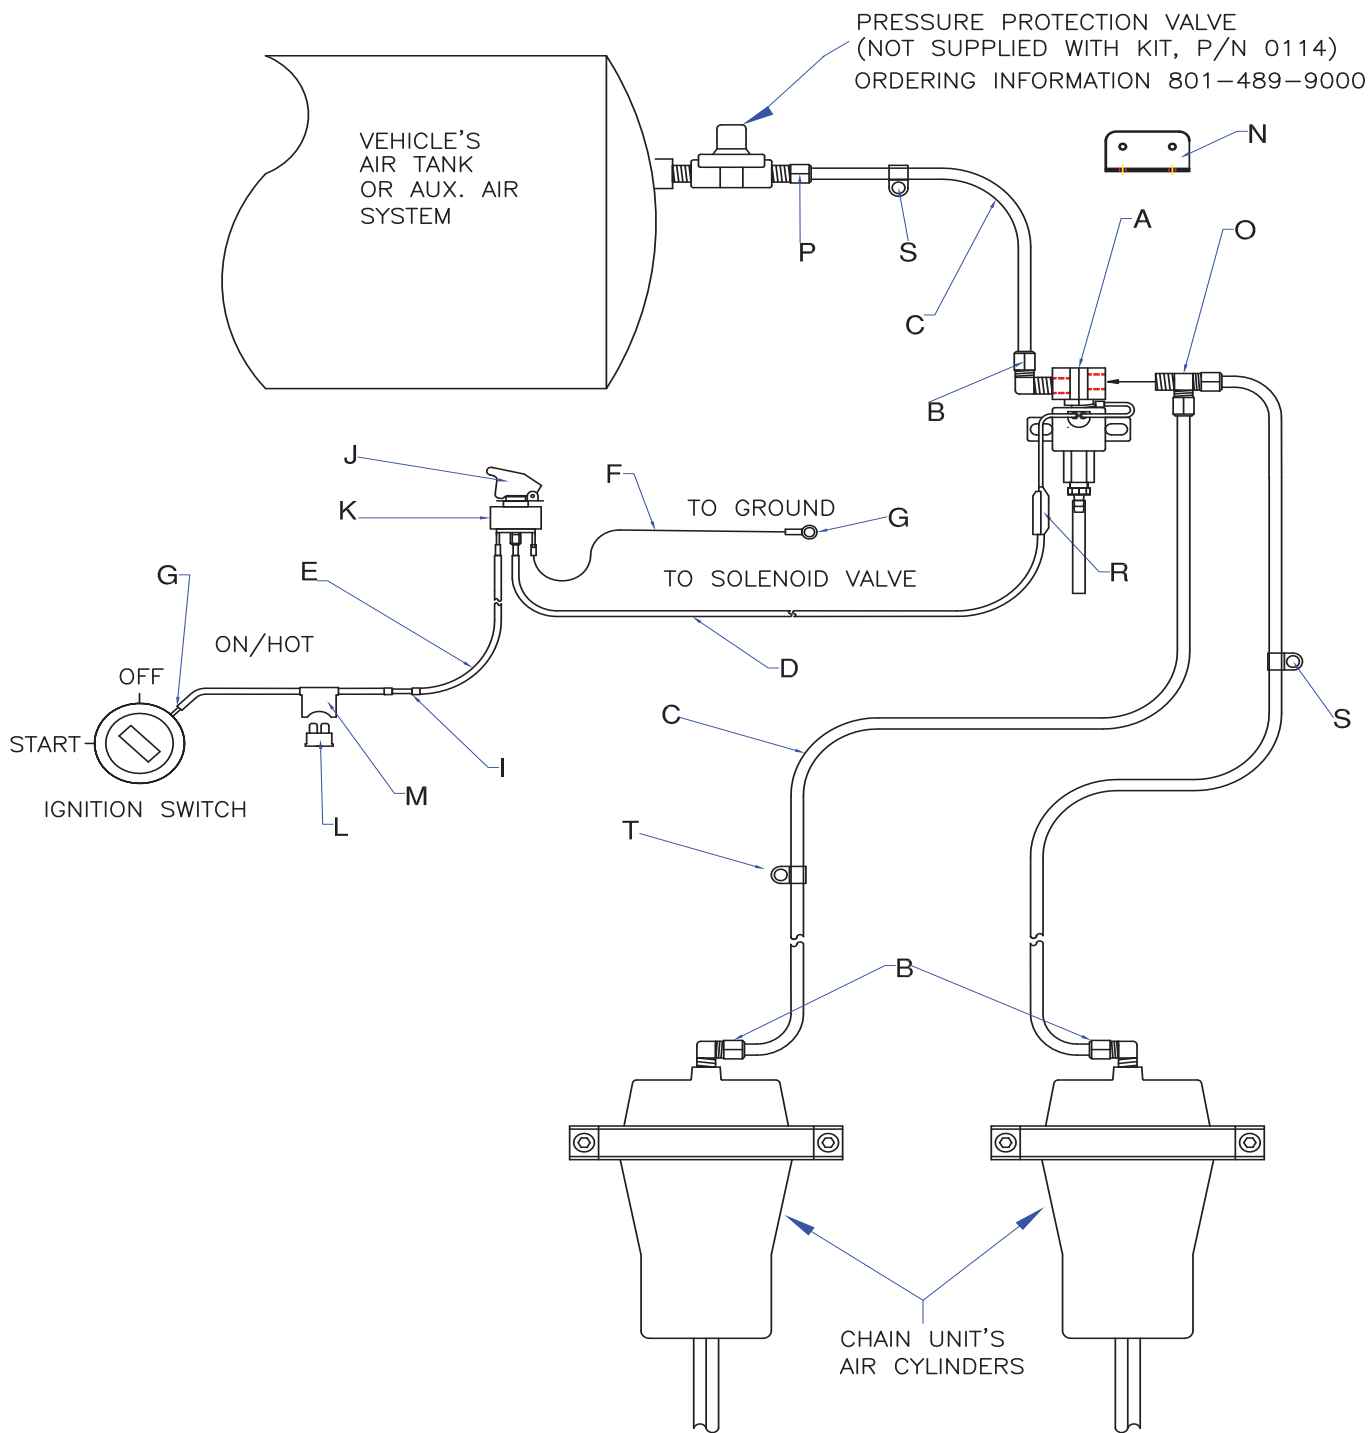 PRESSURE PROTECTION VALVE
(NOT SUPPLIED WITH KIT, P/N 0114)
ORDERING INFORMATION 801-489-9000
VEHICLE'S
AIR TANK
OR AUX. AIR
SYSTEM
N
A
O
P
S
C
B
J
F
TO GROUND
K
G
TO SOLENOID VALVE
R
G
E
ON/HOT
D
OFF
S
C
START
I
M
IGNITION SWITCH
L
T
B
CHAIN UNIT'S
AIR CYLINDERS